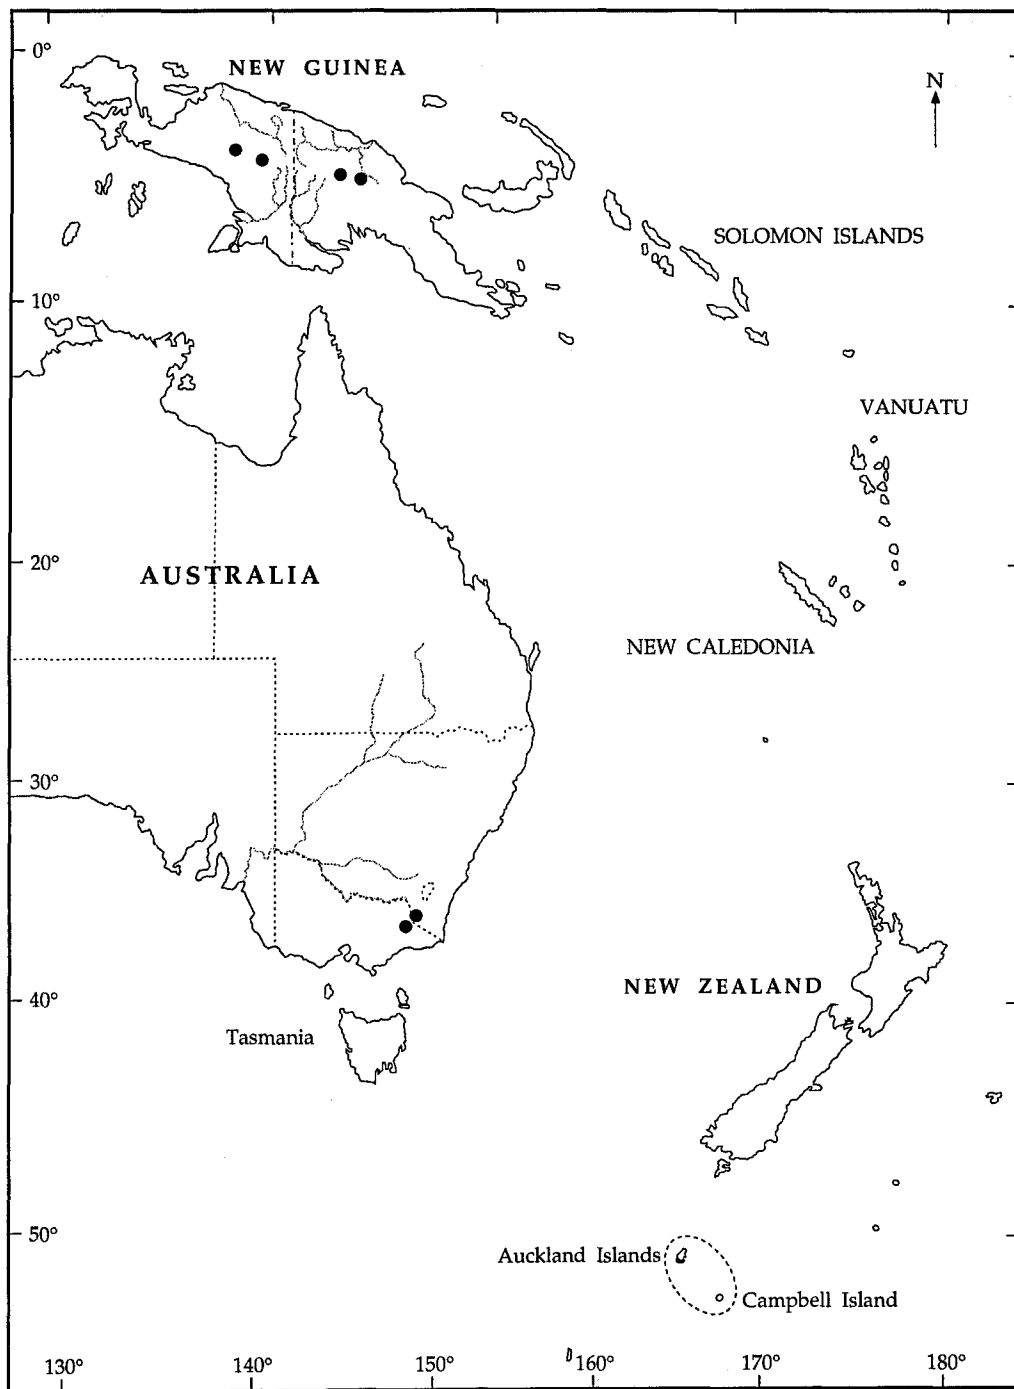 0°
NEW GUINEA
N
SOLOMON ISLANDS
10°
VANUATU
20°
AUSTRALIA
NEW CALEDONIA
30°
NEW ZEALAND
40°
Tasmania
50°
Auckland Islands
Campbell Island
130°
140°
150°
160°
170°
180°